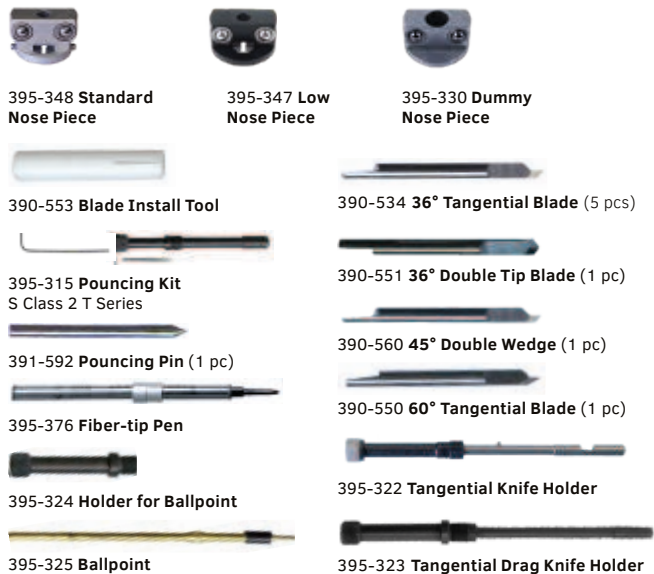 395-348 Standard
Nose Piece
395-347 Low
Nose Piece
395-330 Dummy
Nose Piece
390-553 Blade Install Tool
395-315 Pouncing Kit
S Class 2 T Series
391-592 Pouncing Pin (1 pc)
395-376 Fiber-tip Pen
395-324 Holder for Ballpoint
395-325 Ballpoint
390-534 36° Tangential Blade (5 pcs)
390-551 36° Double Tip Blade (1 pc)
390-560 45° Double Wedge (1 pc)
390-550 60° Tangential Blade (1 pc)
395-322 Tangential Knife Holder
395-323 Tangential Drag Knife Holder